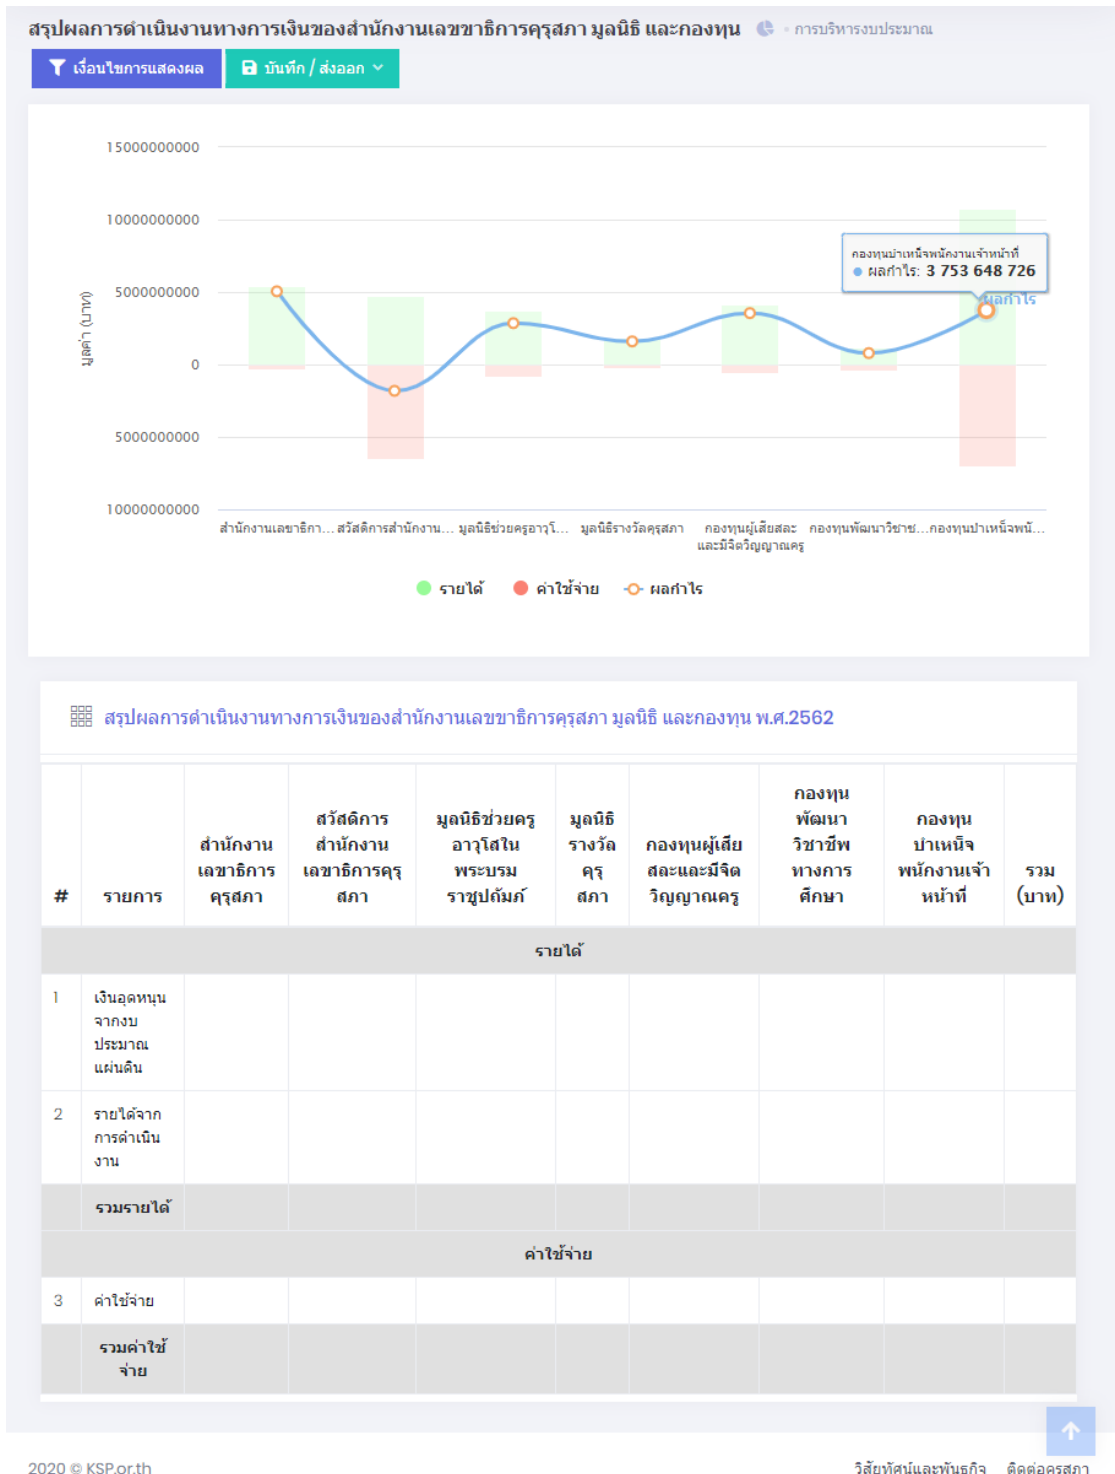 สรุปผลการดำเนินงานทางการเงินของสำนักงานเลขขาธิการคุรุสภา มูลนิธิ และกองทุน • การบริหารงบประมาณ
เงื่อนไขการแสดงผล บันทึก / ส่งออก
15000000000
10000000000
5000000000
0
5000000000
10000000000
มูลค่า (บาท)
กองทุนบำเหน็จพนักงานเจ้าหน้าที่
ผลกำไร: 3 753 648 726
ผลกำไร
สำนักงานเลขาธิกา... สวัสดิการสำนักงาน... มูลนิธิช่วยครูอาวุโ... มูลนิธิรางวัลคุรุสภา กองทุนผู้เสียสละ กองทุนพัฒนาวิชาช... กองทุนบำเหน็จพนั...
และมีจิตวิญญาณครู
รายได้ ค่าใช้จ่าย ผลกำไร
สรุปผลการดำเนินงานทางการเงินของสำนักงานเลขขาธิการคุรุสภา มูลนิธิ และกองทุน พ.ศ.2562
#
รายการ
สำนักงาน
เลขาธิการ
คุรุสภา
สวัสดิการ
สำนักงาน
เลขาธิการคุรุ
สภา
มูลนิธิช่วยครู
อาวุโสใน
พระบรม
ราชูปถัมภ์
มูลนิธิ
รางวัล
คุรุ
สภา
กองทุนผู้เสีย
สละและมีจิต
วิญญาณครู
กองทุน
พัฒนา
วิชาชีพ
ทางการ
ศึกษา
กองทุน
บำเหน็จ
พนักงานเจ้า
หน้าที่
รวม
(บาท)
รายได้
1 เงินอุดหนุน
จากงบ
ประมาณ
แผ่นดิน
2 รายได้จาก
การดำเนิน
งาน
รวมรายได้
ค่าใช้จ่าย
3 ค่าใช้จ่าย
รวมค่าใช้
จ่าย
2020 © KSP.or.th วิสัยทัศน์และพันธกิจ ติดต่อคุรุสภา